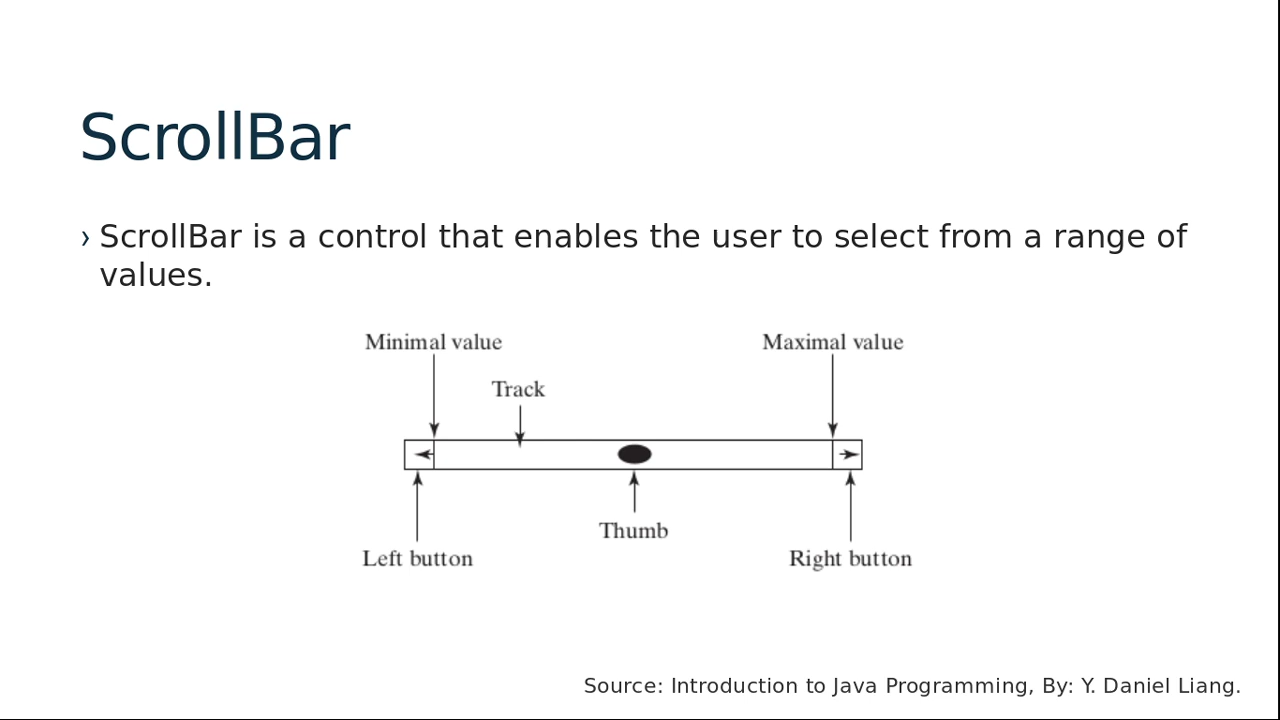 ScrollBar
› ScrollBar is a control that enables the user to select from a range of
values.
Minimal value
Maximal value
Track
Thumb
Left button
Right button
Source: Introduction to Java Programming, By: Y. Daniel Liang.